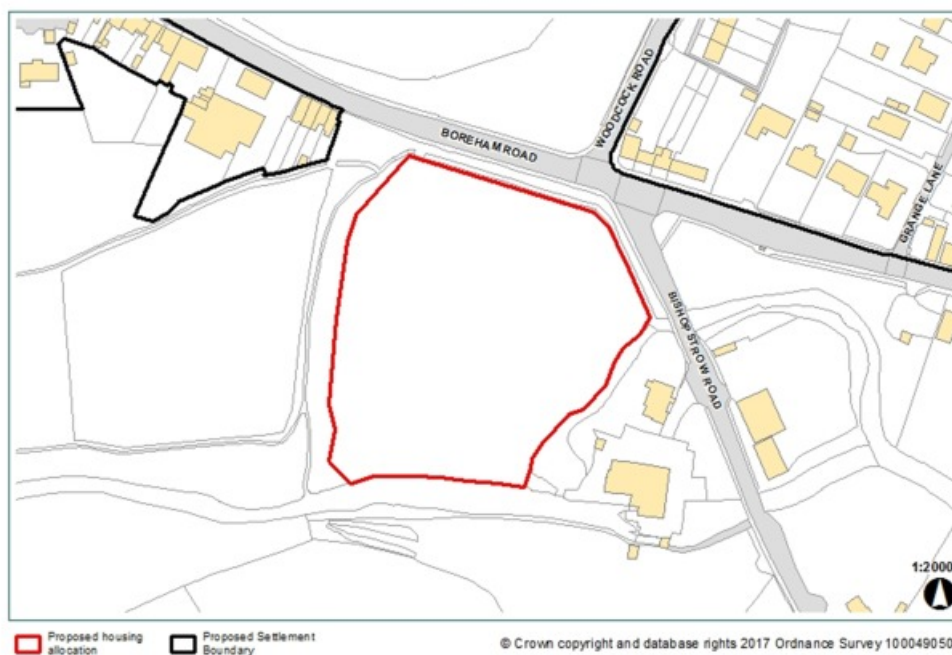 WOODCOCK ROAD
BOREHAM ROAD
GRANGE LANE
BISHOPSTROW ROAD
1:2000
Proposed housing
allocation
Proposed Settlement
Boundary
© Crown copyright and database rights 2017 Ordnance Survey 100049050